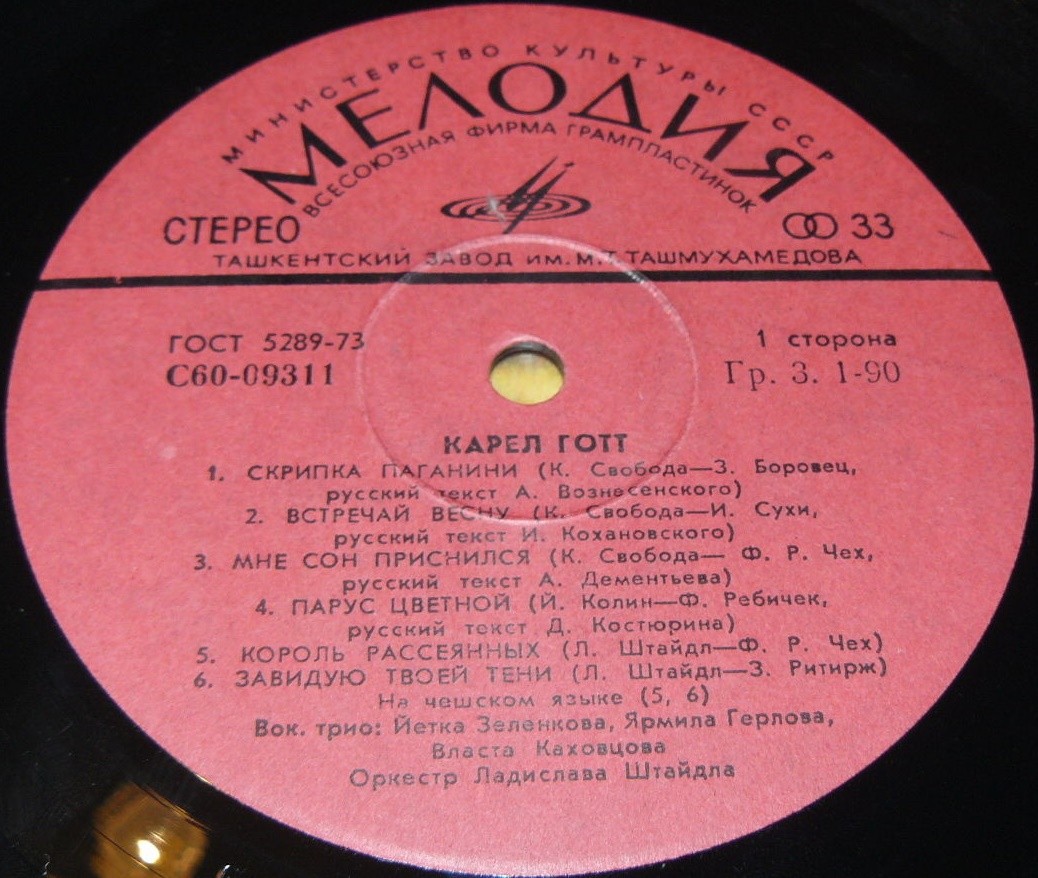 МИНИСТЕРСТВО КУЛЬТУРЫ СССР
МЕЛОДИЯ
ВСЕСОЮЗНАЯ ФИРМА ГРАМПЛАСТИНОК
СТЕРЕО 33
ТАШКЕНТСКИЙ ЗАВОД ИМ. М. Т. ТАШМУХАМЕДОВА
ГОСТ 5289-73 1 сторона
С60-09311 Гр. 3. 1-90
КАРЕЛ ГОТТ
1. СКРИПКА ПАГАНИНИ (К. Свобода—З. Боровец,
русский текст А. Вознесенского)
2. ВСТРЕЧАЙ ВЕСНУ (К. Свобода—И. Сухи,
русский текст И. Кохановского)
3. МНЕ СОН ПРИСНИЛСЯ (К. Свобода— Ф. Р. Чех,
русский текст А. Дементьева)
4. ПАРУС ЦВЕТНОЙ (Й. Колин—Ф. Ребичек,
русский текст Д. Костюрина)
5. КОРОЛЬ РАССЕЯННЫХ (Л. Штайдл—Ф. Р. Чех)
6. ЗАВИДУЮ ТВОЕЙ ТЕНИ (Л. Штайдл—З. Ритирж)
На чешском языке (5, 6)
Вок. трио: Йетка Зеленкова, Ярмила Герлова,
Власта Каховцова
Оркестр Ладислава Штайдла